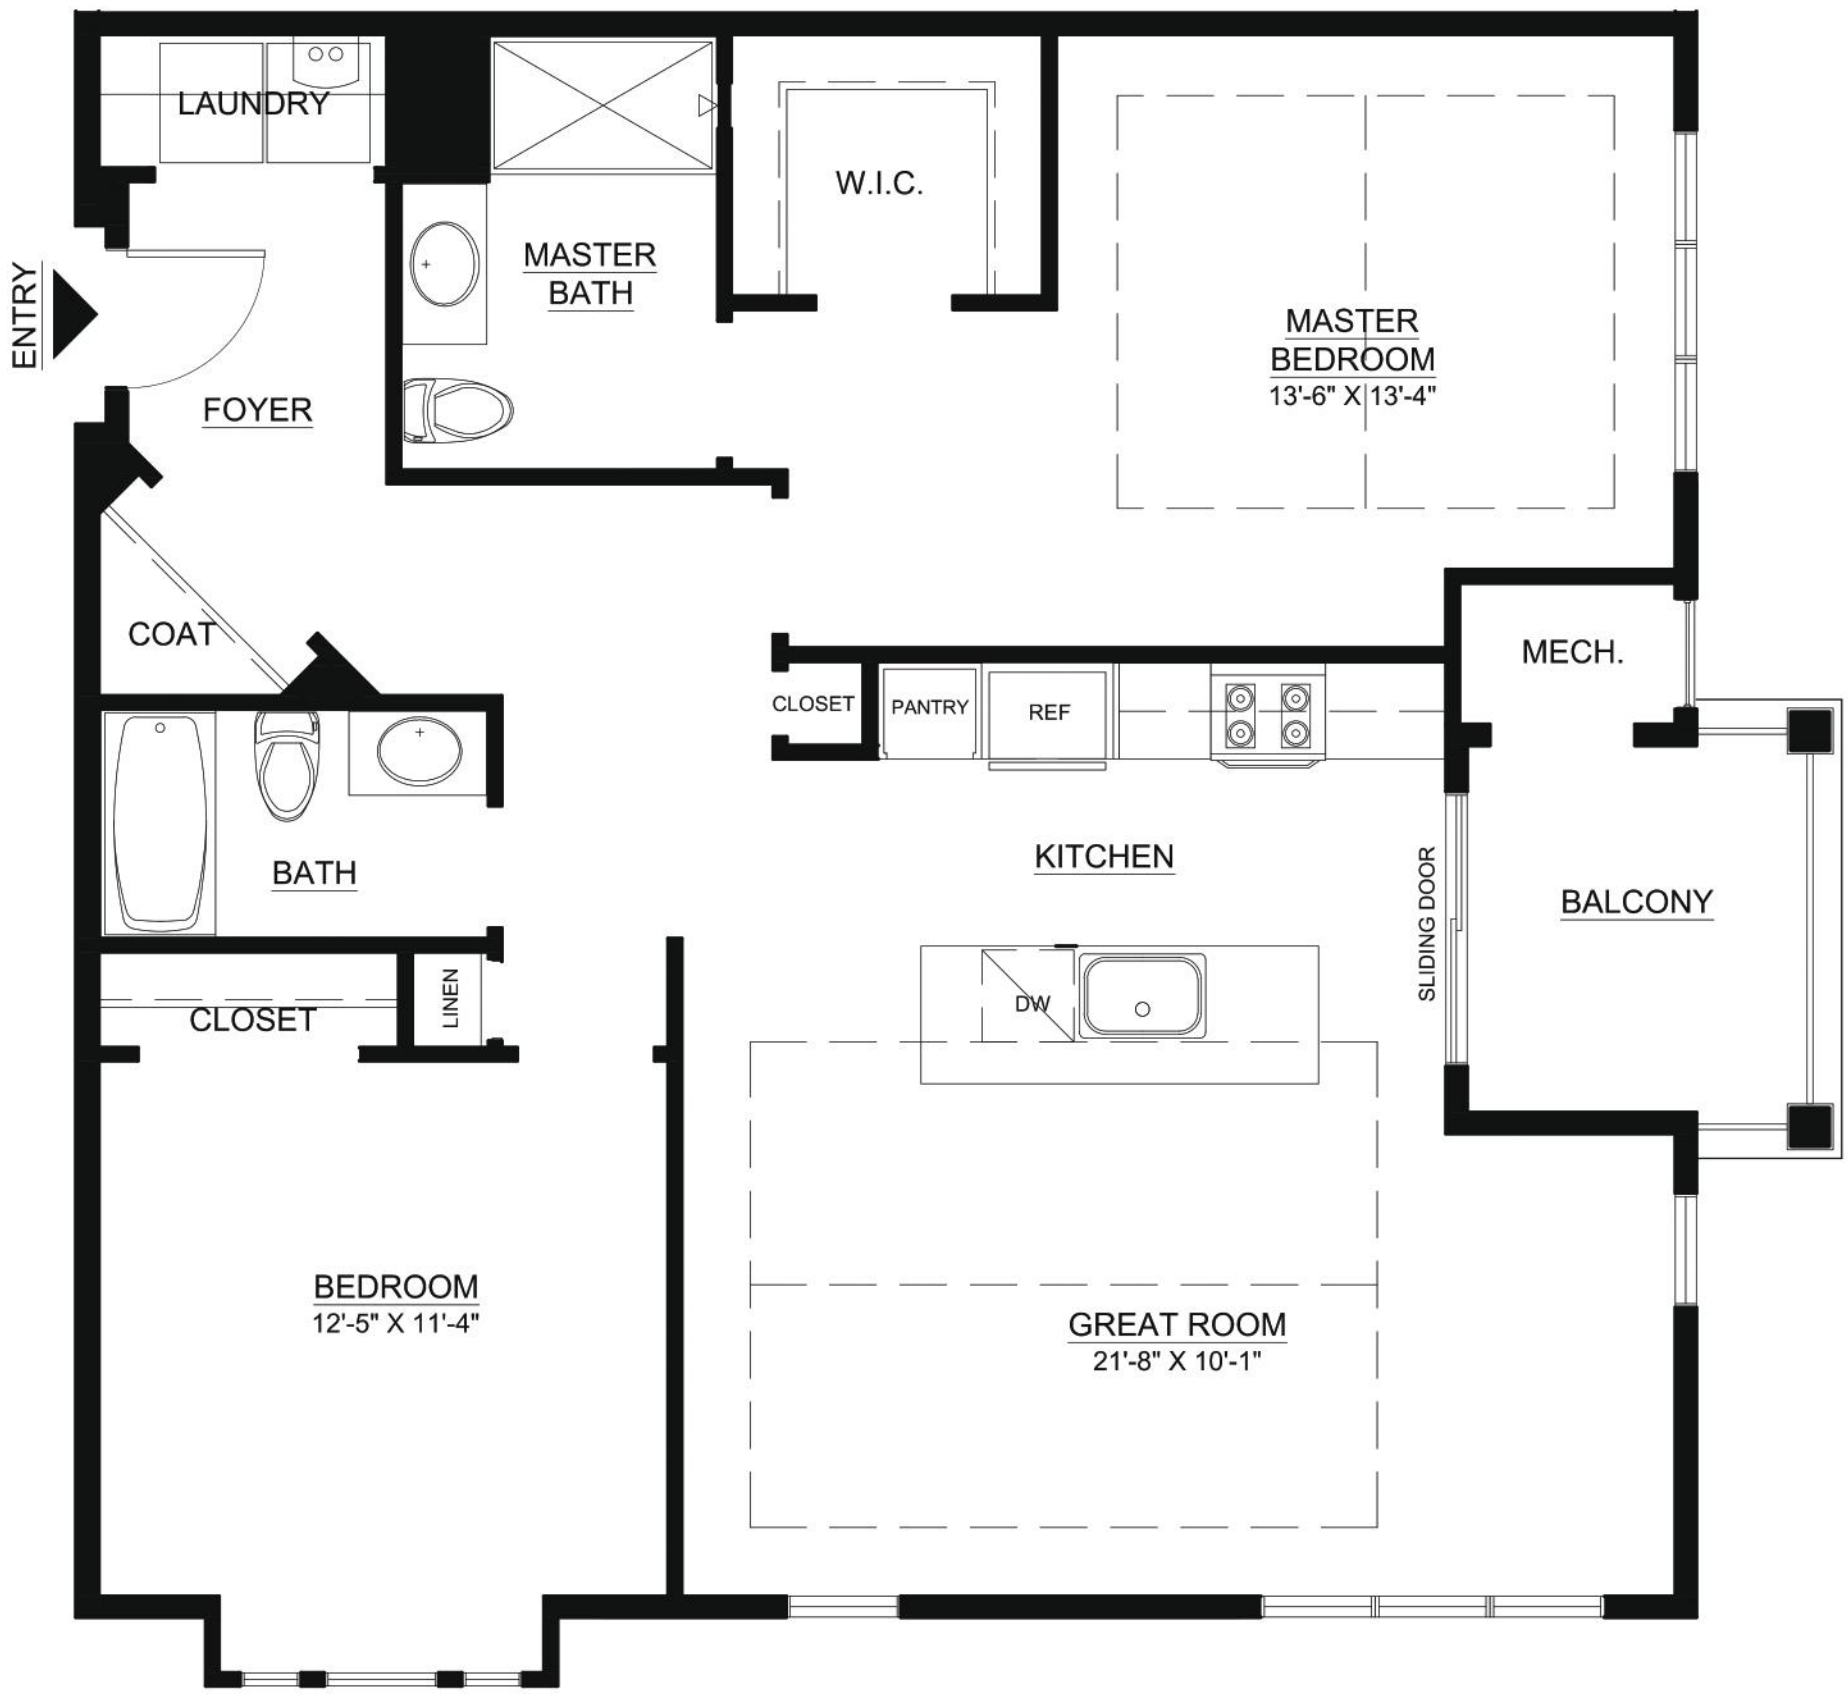 LAUNDRY
W.I.C.
MASTER
BATH
ENTRY
MASTER
BEDROOM
13'-6" X 13'-4"
FOYER
COAT
MECH.
CLOSET
PANTRY
REF
KITCHEN
BATH
SLIDING DOOR
BALCONY
LINEN
CLOSET
DW
BEDROOM
12'-5" X 11'-4"
GREAT ROOM
21'-8" X 10'-1"